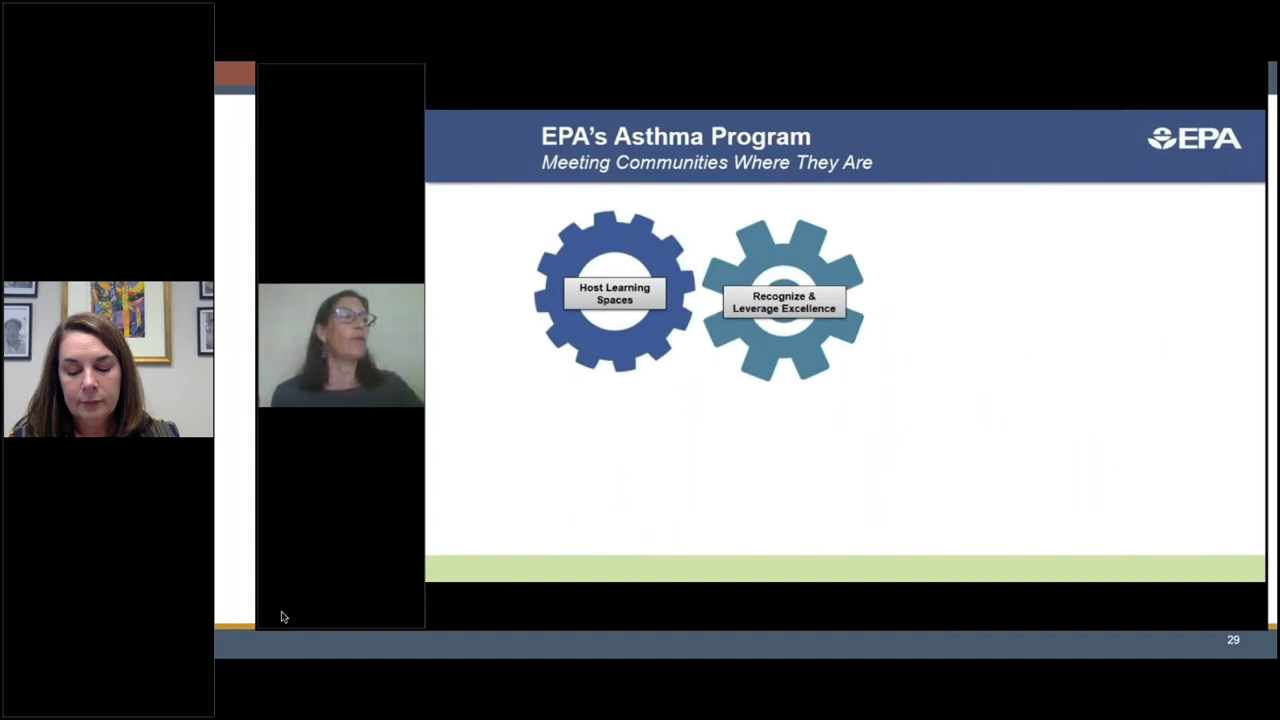 EPA's Asthma Program
Meeting Communities Where They Are
EPA
Host Learning
Spaces
Recognize &
Leverage Excellence
29